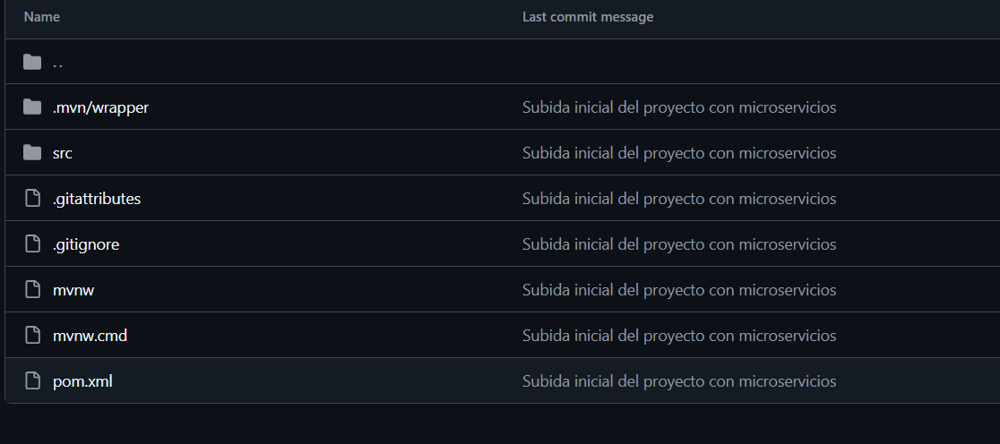 Name Last commit message
..
.mvn/wrapper Subida inicial del proyecto con microservicios
src Subida inicial del proyecto con microservicios
.gitattributes Subida inicial del proyecto con microservicios
.gitignore Subida inicial del proyecto con microservicios
mvnw Subida inicial del proyecto con microservicios
mvnw.cmd Subida inicial del proyecto con microservicios
pom.xml Subida inicial del proyecto con microservicios